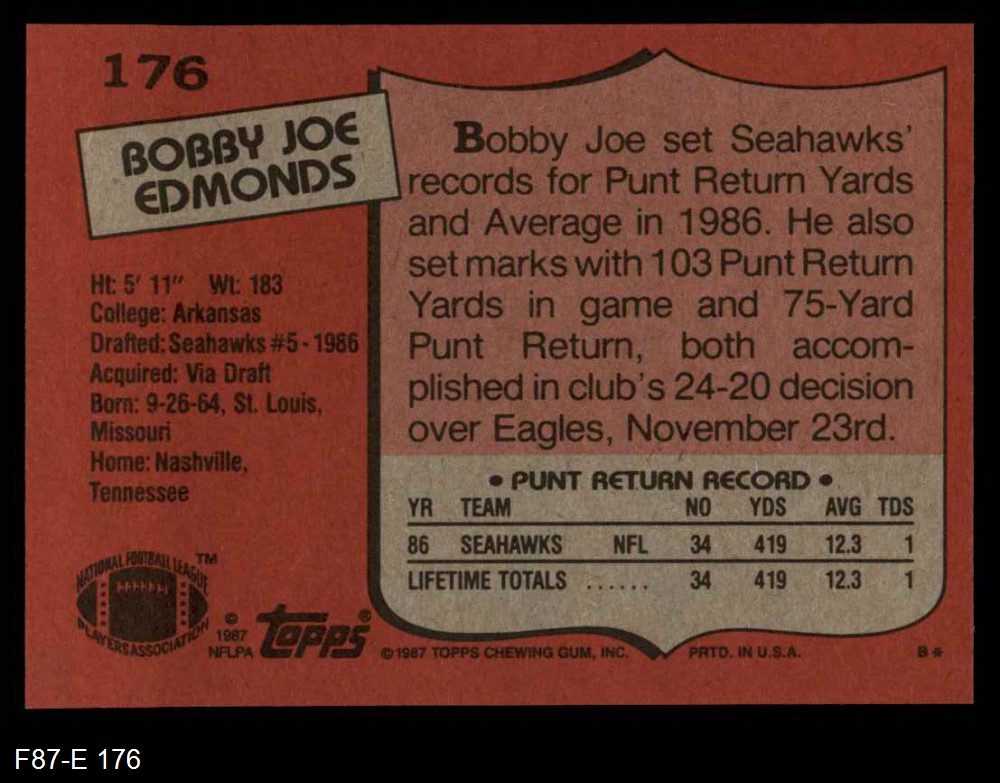 176
BOBBY JOE
EDMONDS
Ht: 5' 11" Wt: 183
College: Arkansas
Drafted: Seahawks #5 - 1986
Acquired: Via Draft
Born: 9-26-64, St. Louis,
Missouri
Home: Nashville,
Tennessee
Bobby Joe set Seahawks'
records for Punt Return Yards
and Average in 1986. He also
set marks with 103 Punt Return
Yards in game and 75-Yard
Punt Return, both accom-
plished in club's 24-20 decision
over Eagles, November 23rd.
• PUNT RETURN RECORD •
YR TEAM NO YDS AVG TDS
86 SEAHAWKS NFL 34 419 12.3 1
LIFETIME TOTALS ...... 34 419 12.3 1
NATIONAL FOOTBALL LEAGUE ™
PLAYERS ASSOCIATION
© 1987
NFLPA
topps ®
© 1987 TOPPS CHEWING GUM, INC. PRTD. IN U.S.A. B*
F87-E 176